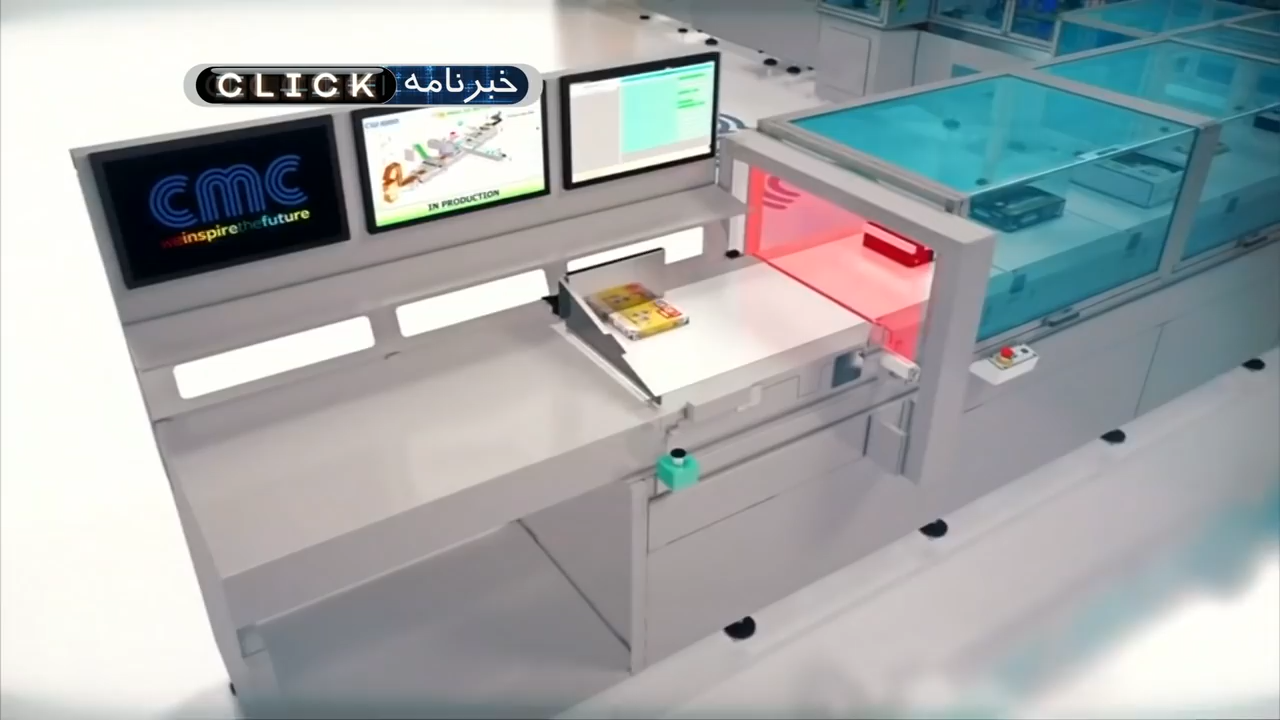 CLICK خبرنامه
cmc
weinspirethefuture
IN PRODUCTION